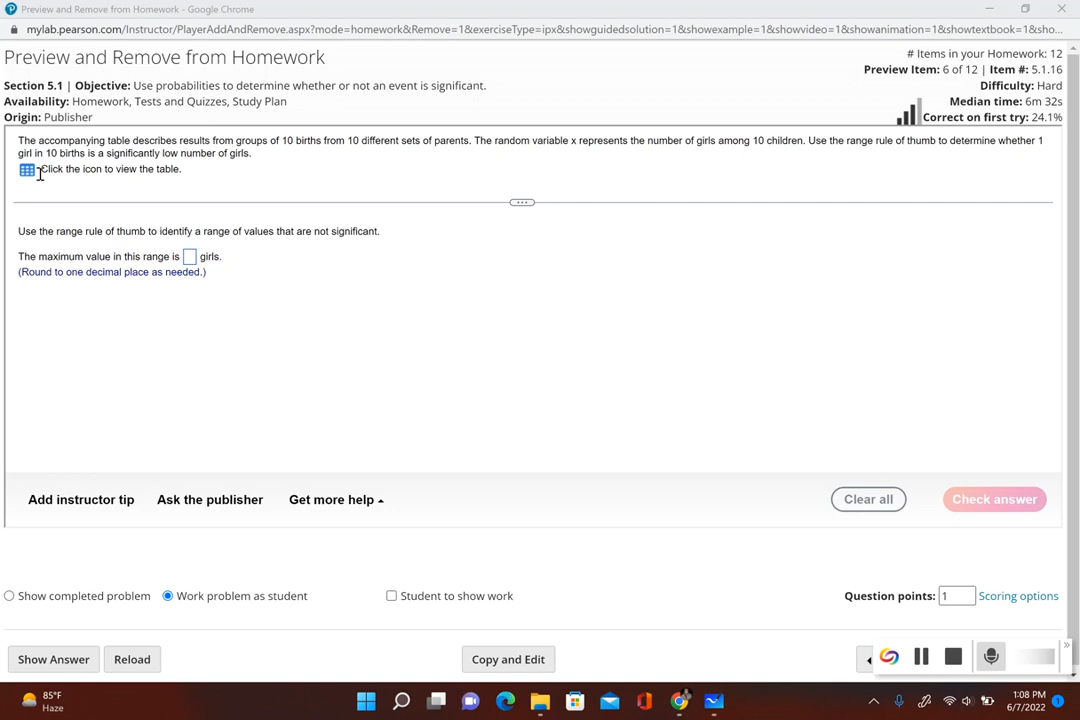 Preview and Remove from Homework - Google Chrome
mylab.pearson.com/Instructor/PlayerAddAndRemove.aspx?mode=homework&Remove=1&exerciseType=ipx&showguidedsolution=1&showexample=1&showvideo=1&showanimation=1&showtextbook=1&sho...
Preview and Remove from Homework
# Items in your Homework: 12
Preview Item: 6 of 12 | Item #: 5.1.16
Section 5.1 | Objective: Use probabilities to determine whether or not an event is significant.
Difficulty: Hard
Availability: Homework, Tests and Quizzes, Study Plan
Median time: 6m 32s
Origin: Publisher
Correct on first try: 24.1%
The accompanying table describes results from groups of 10 births from 10 different sets of parents. The random variable x represents the number of girls among 10 children. Use the range rule of thumb to determine whether 1
girl in 10 births is a significantly low number of girls.
Click the icon to view the table.
Use the range rule of thumb to identify a range of values that are not significant.
The maximum value in this range is girls.
(Round to one decimal place as needed.)
Add instructor tip
Ask the publisher
Get more help
Clear all
Check answer
Show completed problem
Work problem as student
Student to show work
Question points: 1
Scoring options
Show Answer
Reload
Copy and Edit
85°F
Haze
1:08 PM
6/7/2022
1